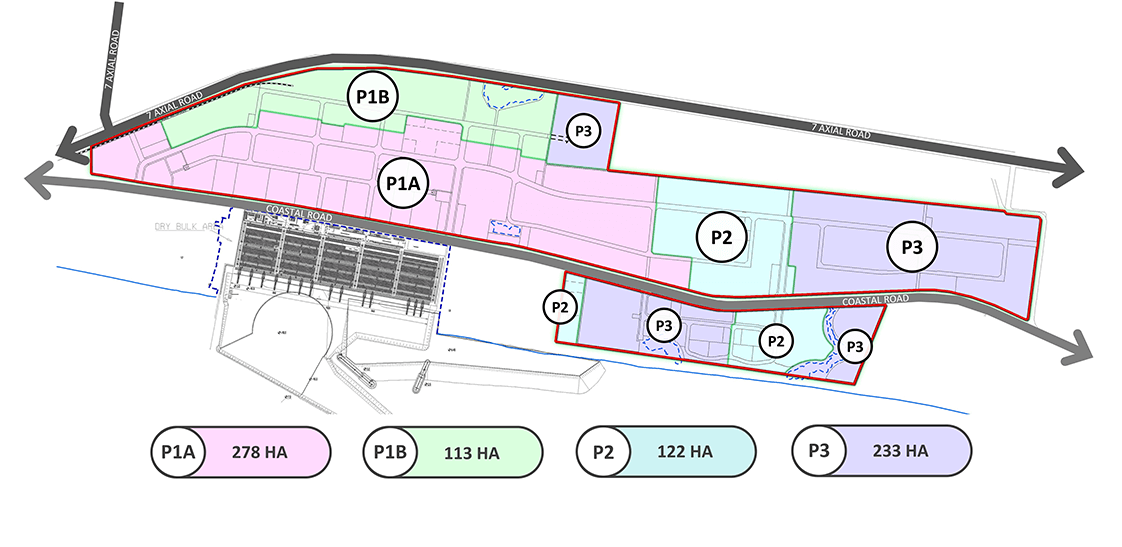 7 AXIAL ROAD
7 AXIAL ROAD
7 AXIAL ROAD
P1B
P3
P1A
P2
P3
COASTAL ROAD
DRY BULK
COASTAL ROAD
P2
P3
P2
P3
P1A 278 HA
P1B 113 HA
P2 122 HA
P3 233 HA